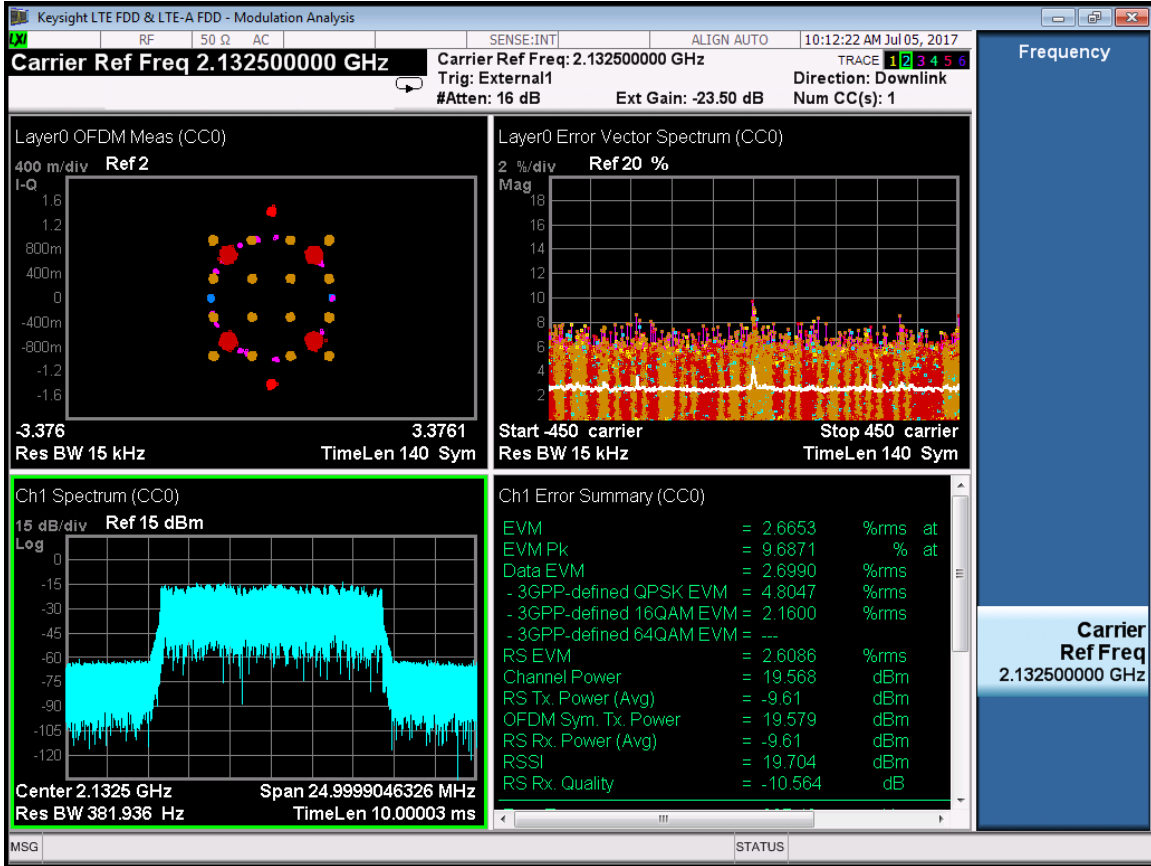 Keysight LTE FDD & LTE-A FDD - Modulation Analysis
LXI RF 50 Ω AC SENSE:INT ALIGN AUTO 10:12:22 AM Jul 05, 2017
Carrier Ref Freq 2.132500000 GHz
Carrier Ref Freq: 2.132500000 GHz
Trig: External1
#Atten: 16 dB Ext Gain: -23.50 dB
TRACE 1 2 3 4 5 6
Direction: Downlink
Num CC(s): 1
Frequency
Layer0 OFDM Meas (CC0)
400 m/div Ref 2
I-Q
1.6
1.2
800m
400m
0
-400m
-800m
-1.2
-1.6
-3.376 3.3761
Res BW 15 kHz TimeLen 140 Sym
Layer0 Error Vector Spectrum (CC0)
2 %/div Ref 20 %
Mag
18
16
14
12
10
8
6
4
2
Start -450 carrier Stop 450 carrier
Res BW 15 kHz TimeLen 140 Sym
Ch1 Spectrum (CC0)
15 dB/div Ref 15 dBm
Log
0
-15
-30
-45
-60
-75
-90
-105
-120
Center 2.1325 GHz Span 24.9999046326 MHz
Res BW 381.936 Hz TimeLen 10.00003 ms
Ch1 Error Summary (CC0)
EVM = 2.6653 %rms at
EVM Pk = 9.6871 % at
Data EVM = 2.6990 %rms
- 3GPP-defined QPSK EVM = 4.8047 %rms
- 3GPP-defined 16QAM EVM = 2.1600 %rms
- 3GPP-defined 64QAM EVM = ---
RS EVM = 2.6086 %rms
Channel Power = 19.568 dBm
RS Tx. Power (Avg) = -9.61 dBm
OFDM Sym. Tx. Power = 19.579 dBm
RS Rx. Power (Avg) = -9.61 dBm
RSSI = 19.704 dBm
RS Rx. Quality = -10.564 dB
Carrier
Ref Freq
2.132500000 GHz
MSG STATUS